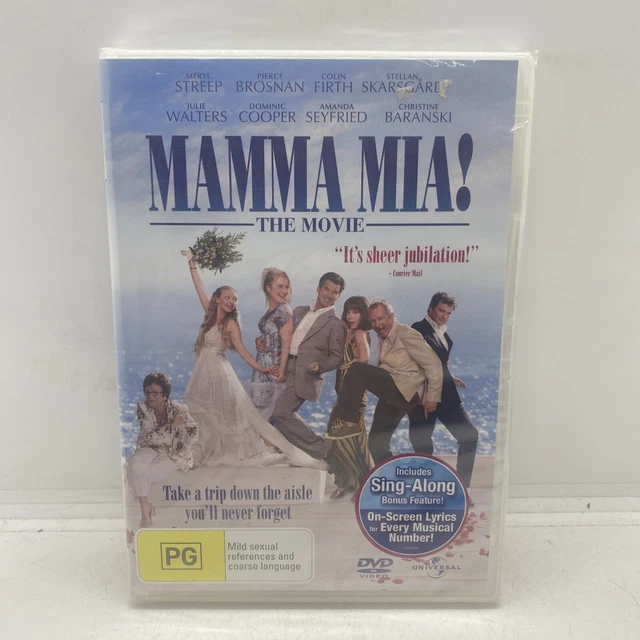 MERYL STREEP PIERCE BROSNAN COLIN FIRTH STELLAN SKARSGÅRD
JULIE WALTERS DOMINIC COOPER AMANDA SEYFRIED CHRISTINE BARANSKI
MAMMA MIA!
THE MOVIE
"It's sheer jubilation!"
- Courier Mail
Take a trip down the aisle
you'll never forget
Includes
Sing-Along
Bonus Feature!
On-Screen Lyrics
for Every Musical
Number!
PG
Mild sexual
references and
coarse language
DVD
VIDEO
UNIVERSAL